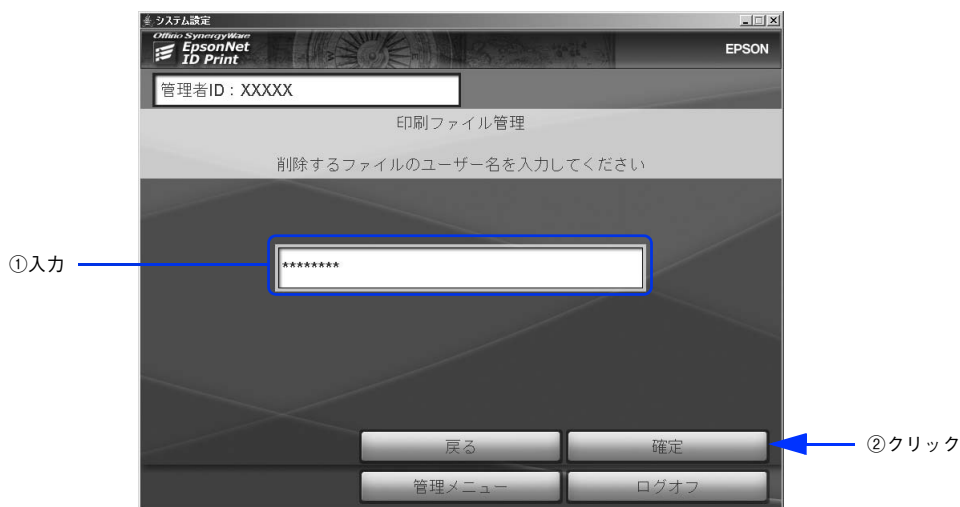 システム設定
Offirio SynergyWare
EpsonNet
ID Print
EPSON
管理者ID：XXXXX
印刷ファイル管理
削除するファイルのユーザー名を入力してください
①入力
********
戻る
確定
②クリック
管理メニュー
ログオフ